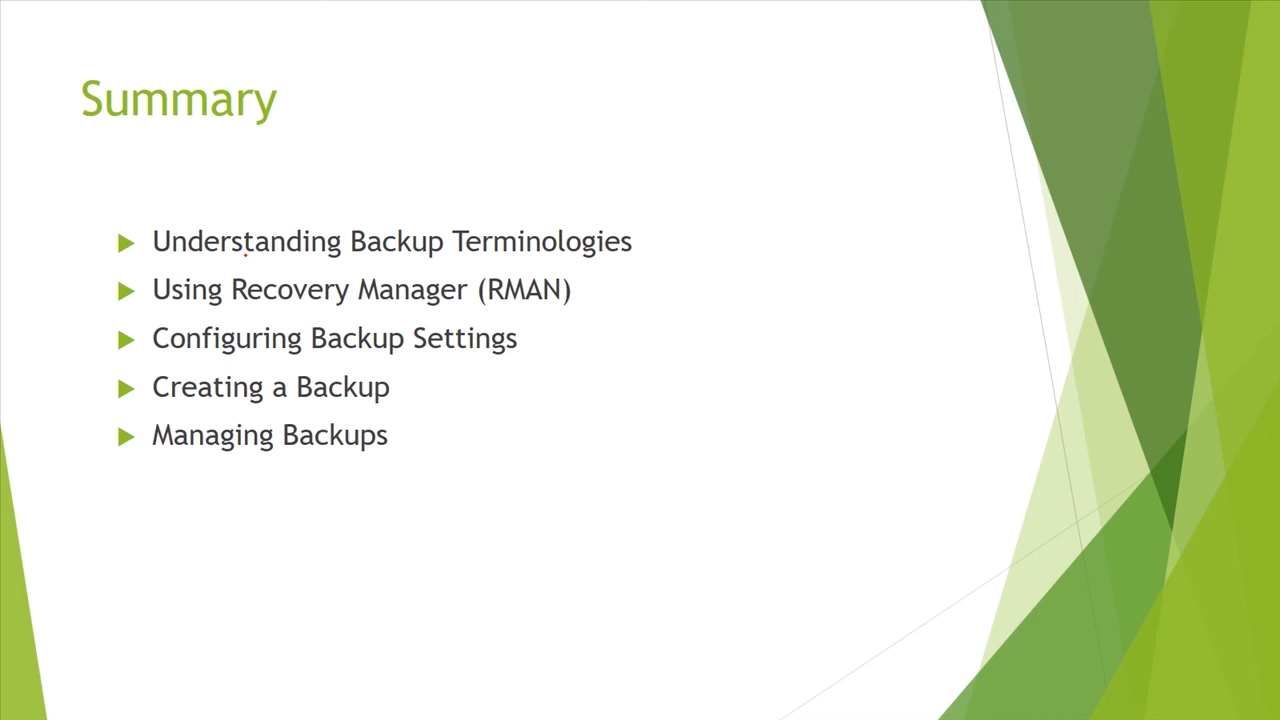 Summary
Understanding Backup Terminologies
Using Recovery Manager (RMAN)
Configuring Backup Settings
Creating a Backup
Managing Backups